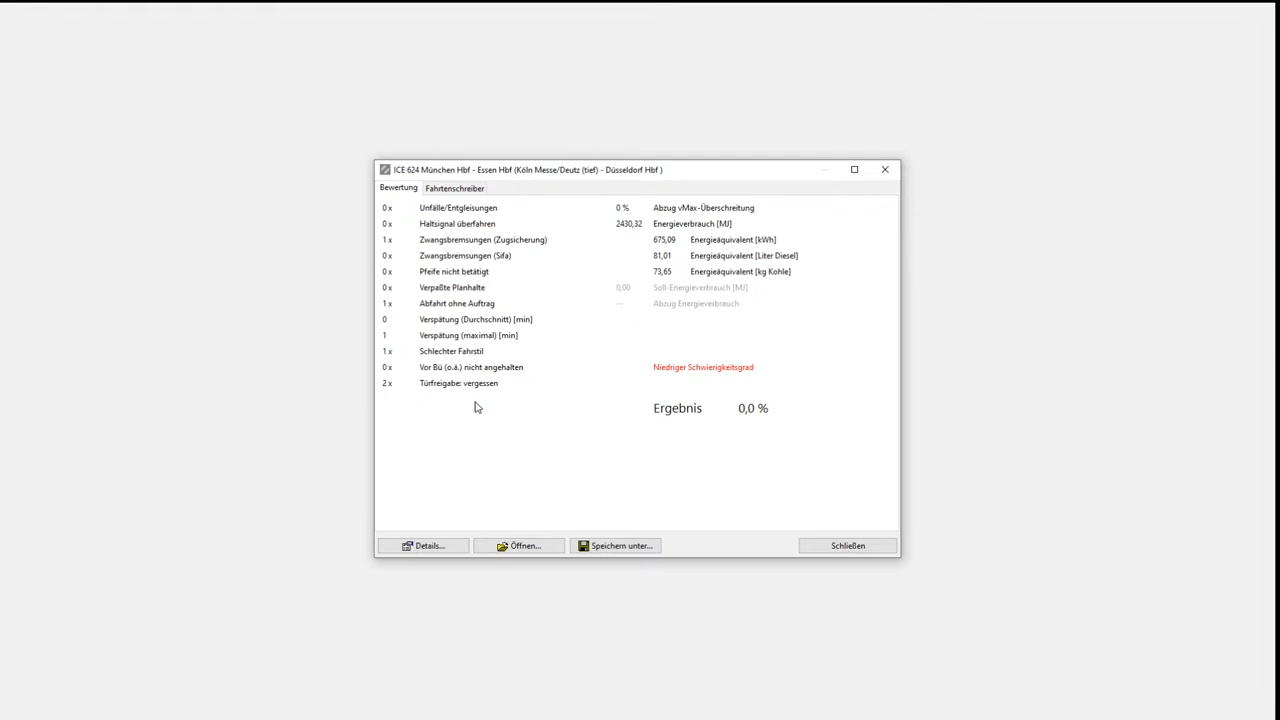 ICE 624 München Hbf - Essen Hbf (Köln Messe/Deutz (tief) - Düsseldorf Hbf )
Bewertung Fahrtenschreiber
0 x Unfälle/Entgleisungen 0 % Abzug vMax-Überschreitung
0 x Haltsignal überfahren 2430,32 Energieverbrauch [MJ]
1 x Zwangsbremsungen (Zugsicherung) 675,09 Energieäquivalent [kWh]
0 x Zwangsbremsungen (Sifa) 81,01 Energieäquivalent [Liter Diesel]
0 x Pfeife nicht betätigt 73,65 Energieäquivalent [kg Kohle]
0 x Verpaßte Planhalte 0,00 Soll-Energieverbrauch [MJ]
1 x Abfahrt ohne Auftrag --- Abzug Energieverbrauch
0 Verspätung (Durchschnitt) [min]
1 Verspätung (maximal) [min]
1 x Schlechter Fahrstil
0 x Vor Bü (o.ä.) nicht angehalten Niedriger Schwierigkeitsgrad
2 x Türfreigabe: vergessen
Ergebnis 0,0 %
Details... Öffnen... Speichern unter... Schließen